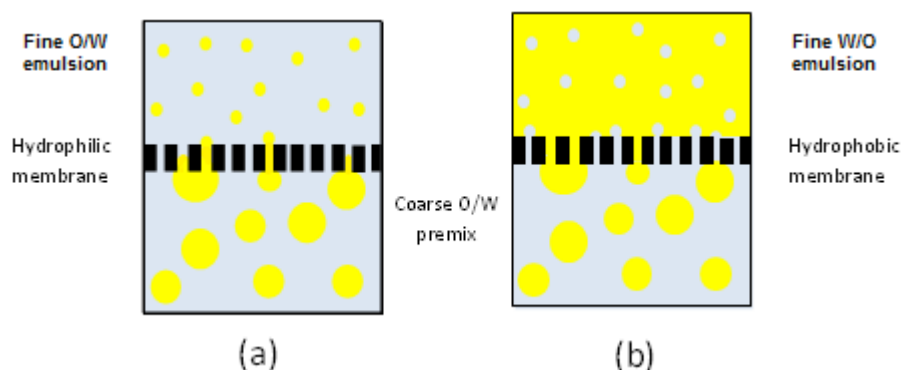 Fine O/W
emulsion
Hydrophilic
membrane
Coarse O/W
premix
Fine W/O
emulsion
Hydrophobic
membrane
(a)
(b)